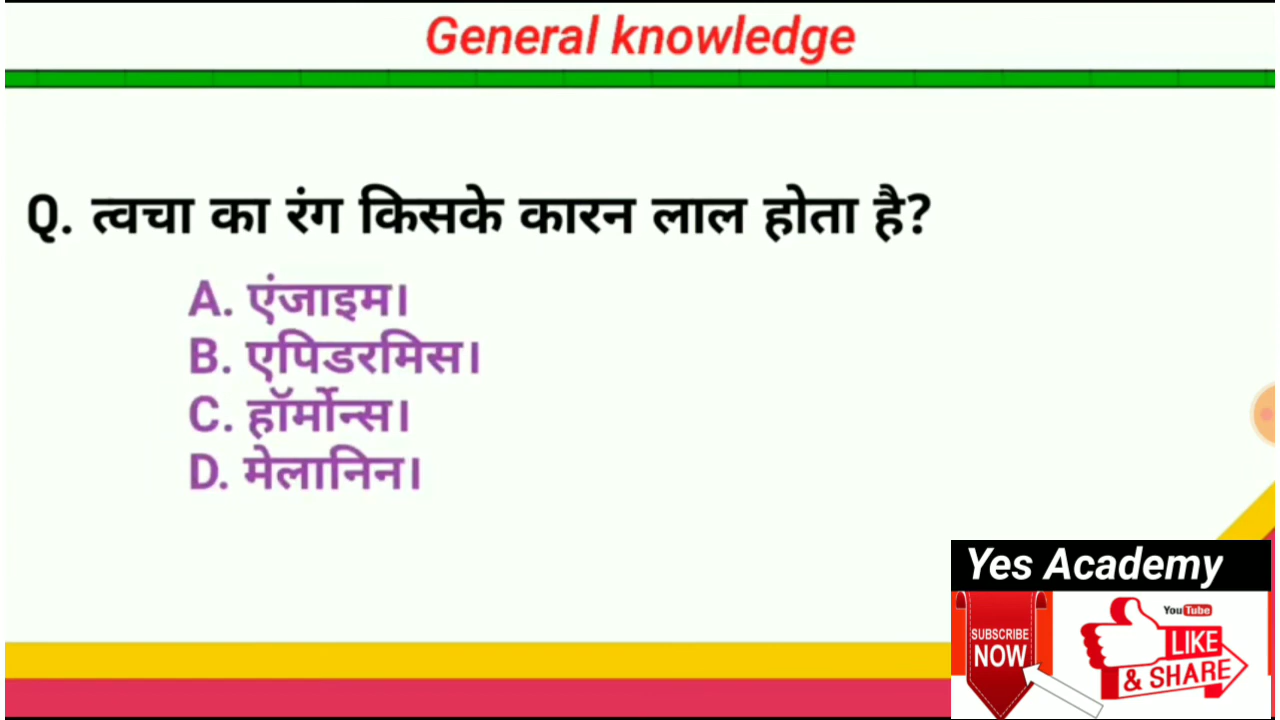 General knowledge
Q. त्वचा का रंग किसके कारन लाल होता है?
A. एंजाइम।
B. एपिडरमिस।
C. हॉर्मोन्स।
D. मेलानिन।
Yes Academy
YouTube
SUBSCRIBE
NOW
LIKE
& SHARE